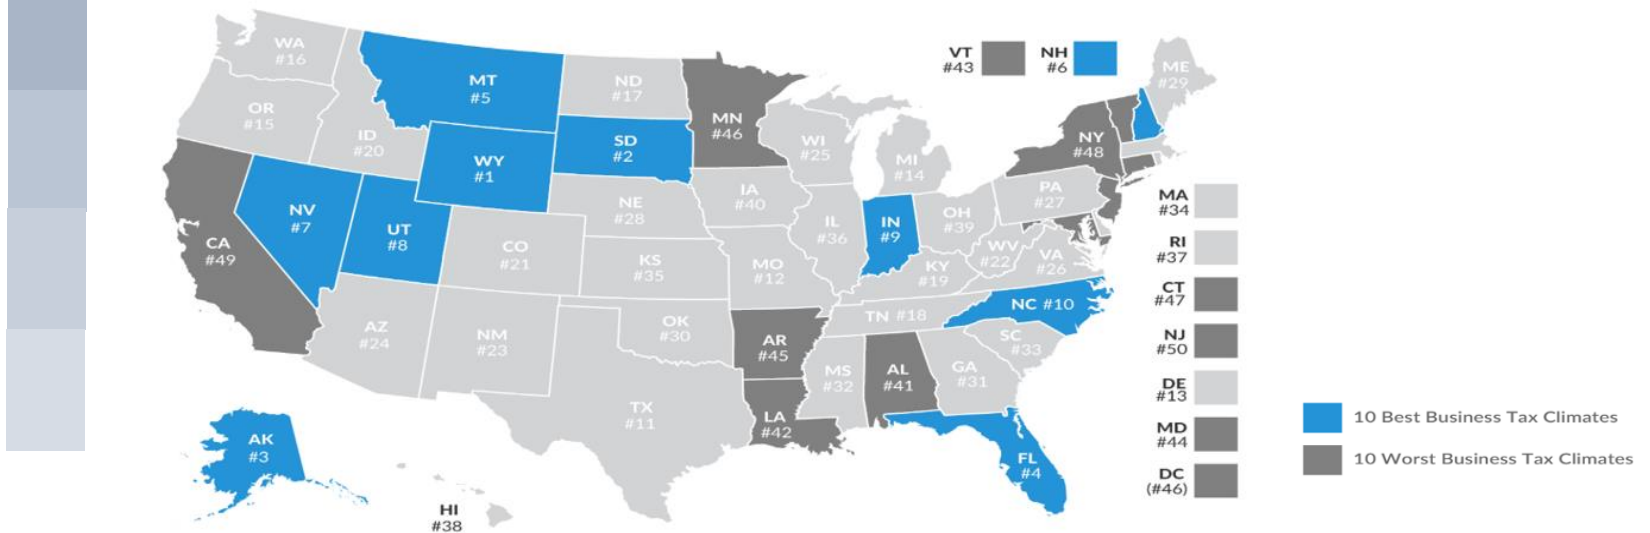 WA
#16
OR
#15
ID
#20
MT
#5
WY
#1
NV
#7
UT
#8
CA
#49
AZ
#24
NM
#23
CO
#21
ND
#17
SD
#2
NE
#28
KS
#35
OK
#30
TX
#11
MN
#46
IA
#40
MO
#12
AR
#45
LA
#42
WI
#25
IL
#36
MI
#14
IN
#9
OH
#39
KY
#19
TN #18
MS
#32
AL
#41
GA
#31
SC
#33
NC #10
FL
#4
WV
#22
VA
#26
PA
#27
NY
#48
ME
#29
VT
#43
NH
#6
MA
#34
RI
#37
CT
#47
NJ
#50
DE
#13
MD
#44
DC
(#46)
AK
#3
HI
#38
10 Best Business Tax Climates
10 Worst Business Tax Climates